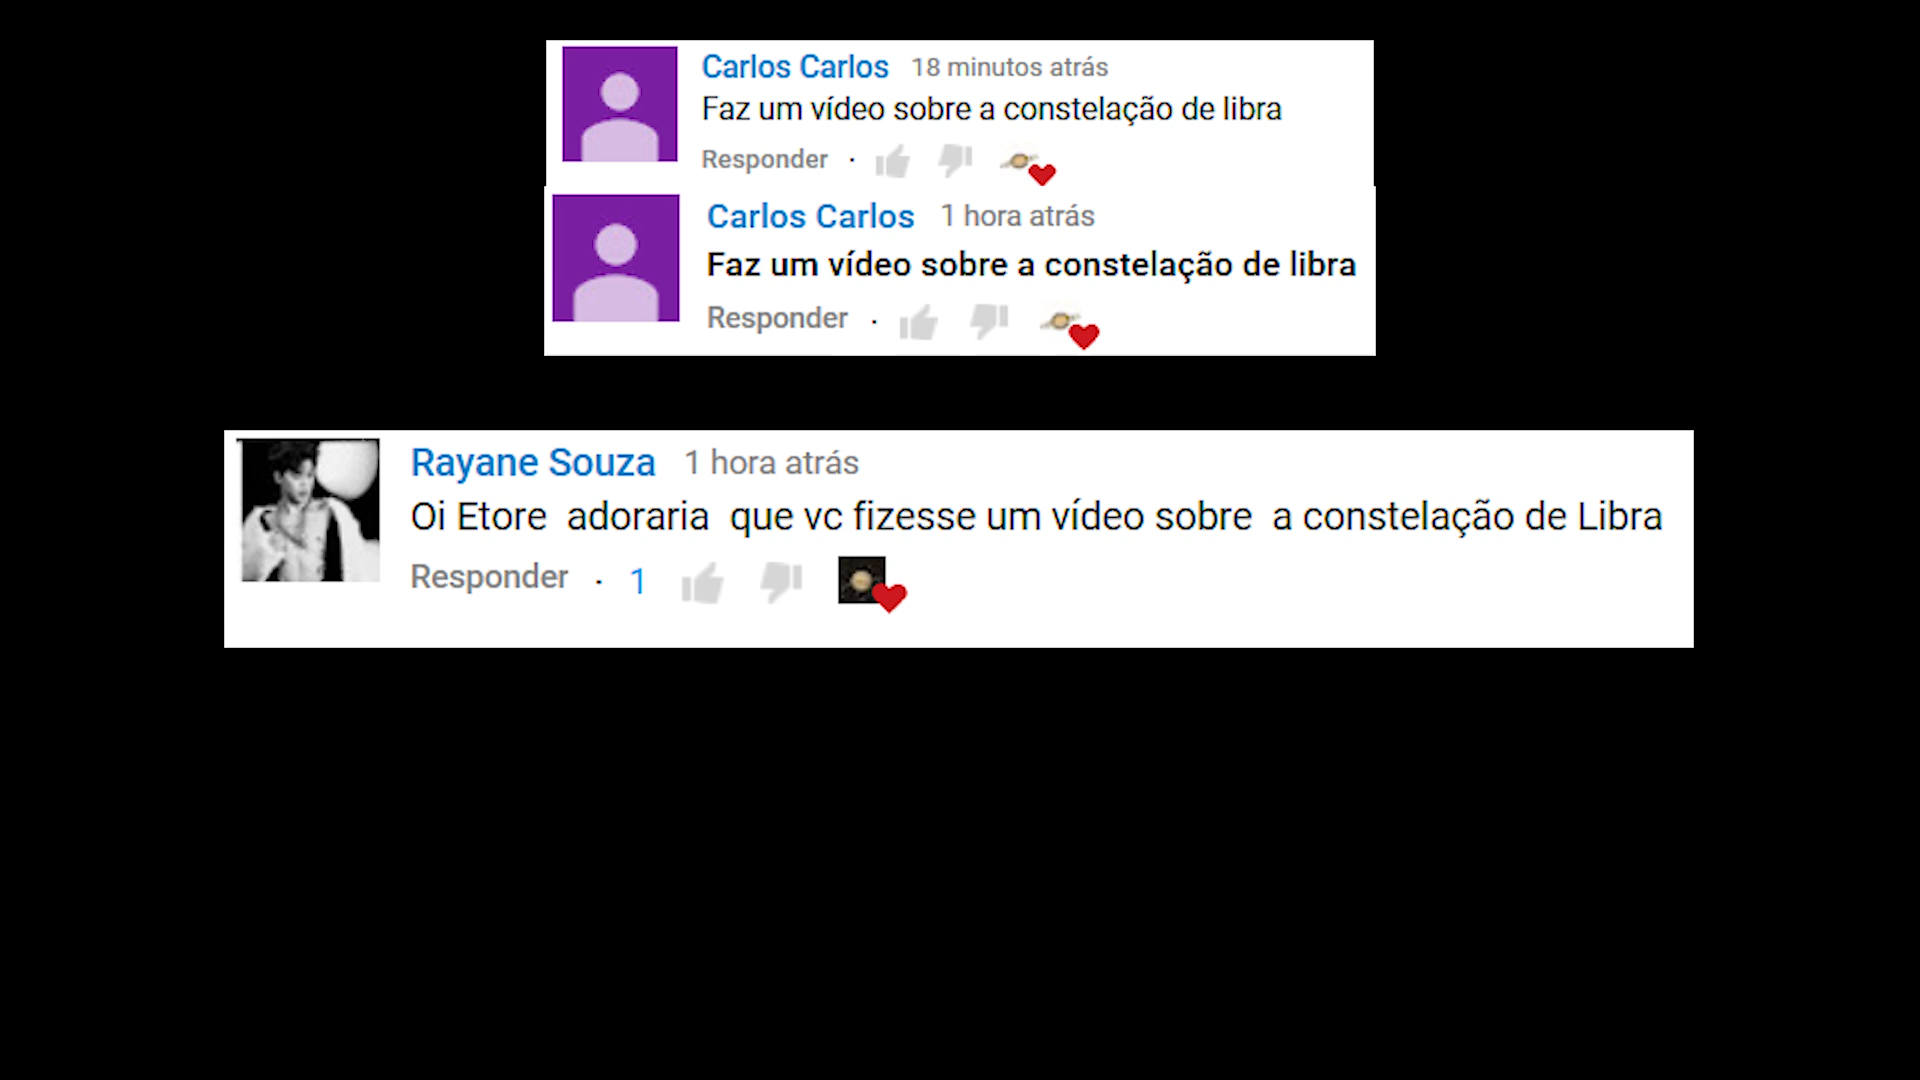 Carlos Carlos 18 minutos atrás
Faz um vídeo sobre a constelação de libra
Responder ·
Carlos Carlos 1 hora atrás
Faz um vídeo sobre a constelação de libra
Responder ·
Rayane Souza 1 hora atrás
Oi Etore adoraria que vc fizesse um vídeo sobre a constelação de Libra
Responder · 1